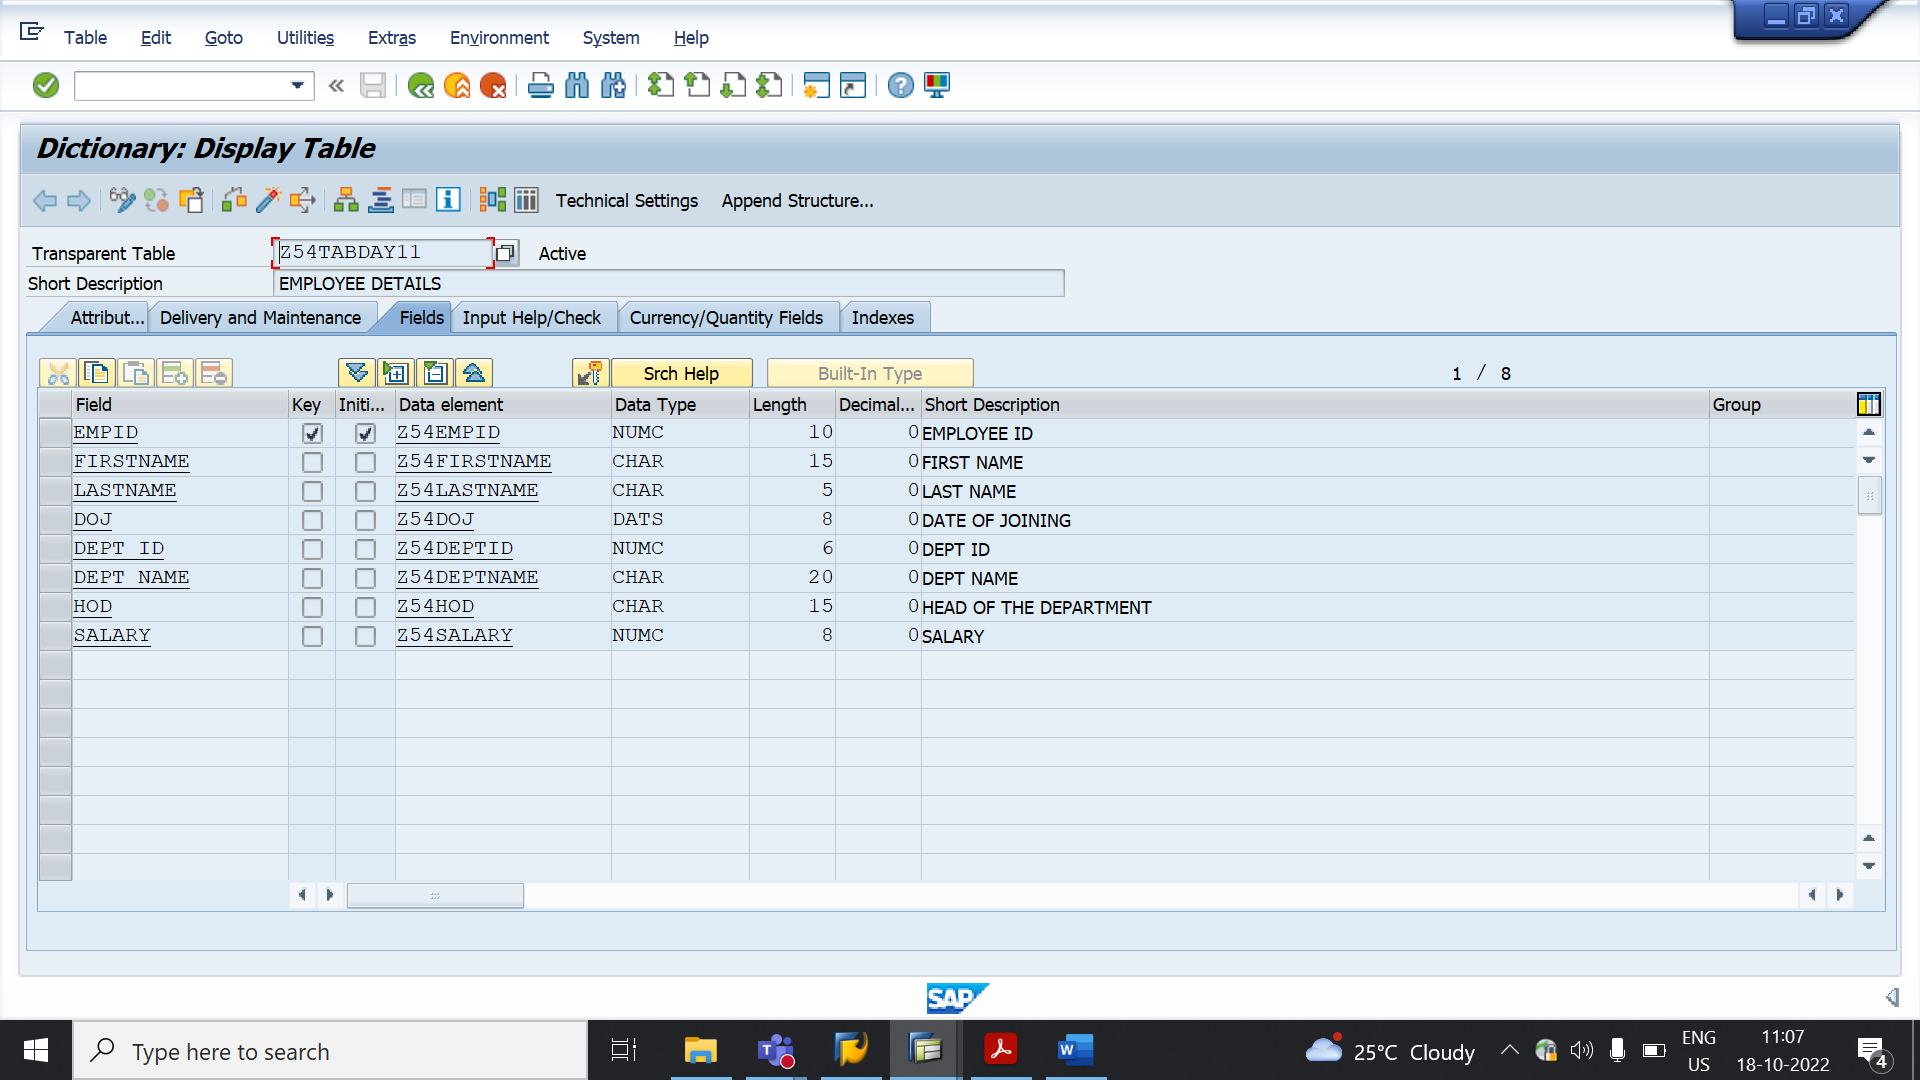 Table Edit Goto Utilities Extras Environment System Help
Dictionary: Display Table
Technical Settings Append Structure...
Transparent Table Z54TABDAY11 Active
Short Description EMPLOYEE DETAILS
Attribut... Delivery and Maintenance Fields Input Help/Check Currency/Quantity Fields Indexes
Srch Help Built-In Type 1 / 8
Field Key Initi... Data element Data Type Length Decimal... Short Description Group
EMPID Z54EMPID NUMC 10 0 EMPLOYEE ID
FIRSTNAME Z54FIRSTNAME CHAR 15 0 FIRST NAME
LASTNAME Z54LASTNAME CHAR 5 0 LAST NAME
DOJ Z54DOJ DATS 8 0 DATE OF JOINING
DEPT_ID Z54DEPTID NUMC 6 0 DEPT ID
DEPT_NAME Z54DEPTNAME CHAR 20 0 DEPT NAME
HOD Z54HOD CHAR 15 0 HEAD OF THE DEPARTMENT
SALARY Z54SALARY NUMC 8 0 SALARY
SAP
Type here to search 25°C Cloudy ENG 11:07
US 18-10-2022 4